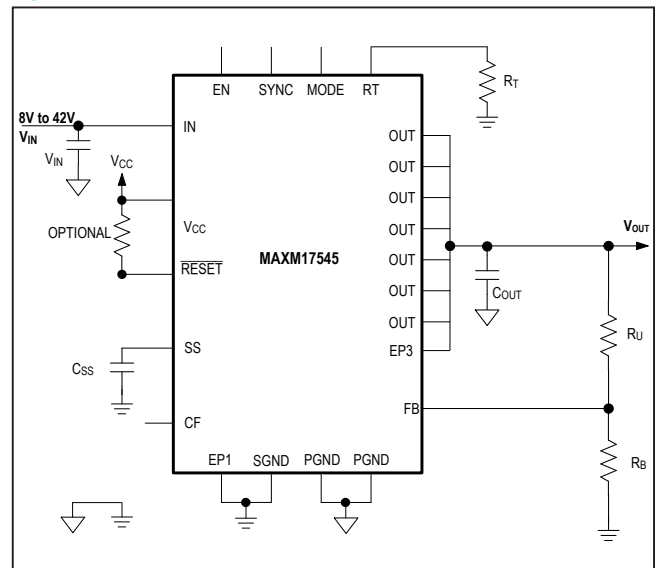 EN SYNC MODE RT
RT
8V to 42V
VIN
VIN
IN
VCC
OPTIONAL
VCC
RESET
MAXM17545
SS
CSS
CF
OUT
OUT
OUT
OUT
OUT
OUT
OUT
EP3
FB
VOUT
COUT
RU
RB
EP1 SGND PGND PGND